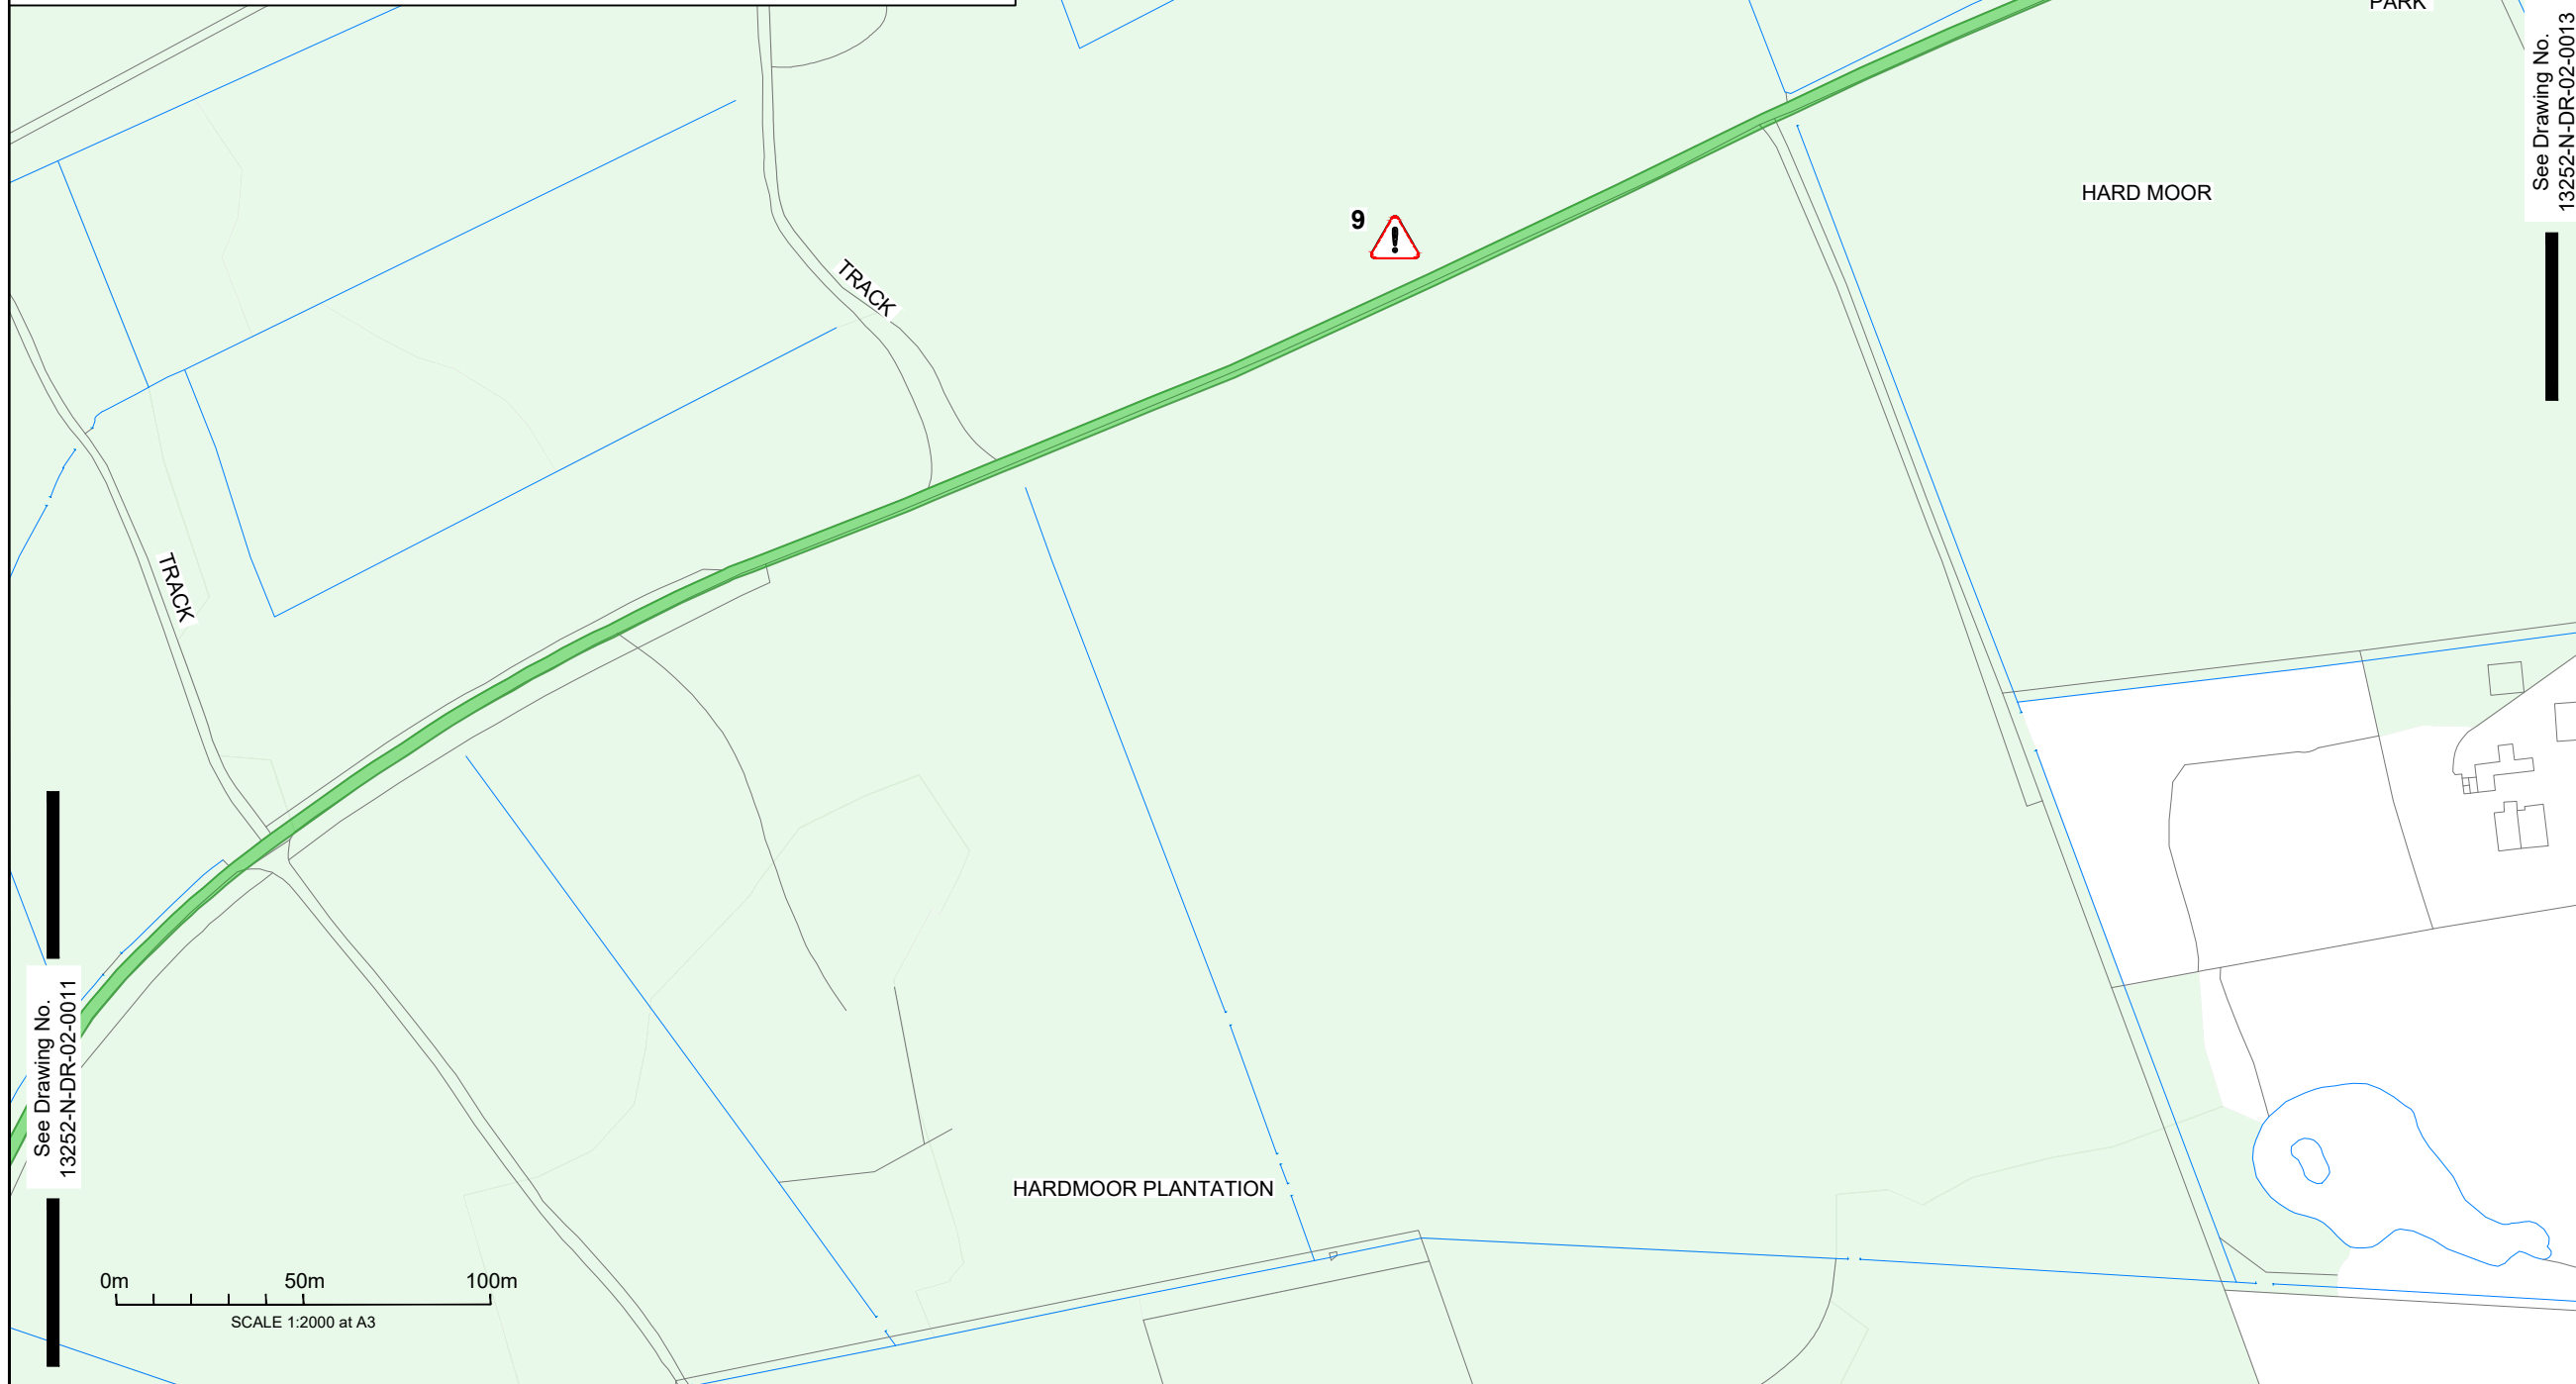 PARK
See Drawing No.
13252-N-DR-02-0013
HARD MOOR
9
TRACK
TRACK
See Drawing No.
13252-N-DR-02-0011
HARDMOOR PLANTATION
0m 50m 100m
SCALE 1:2000 at A3